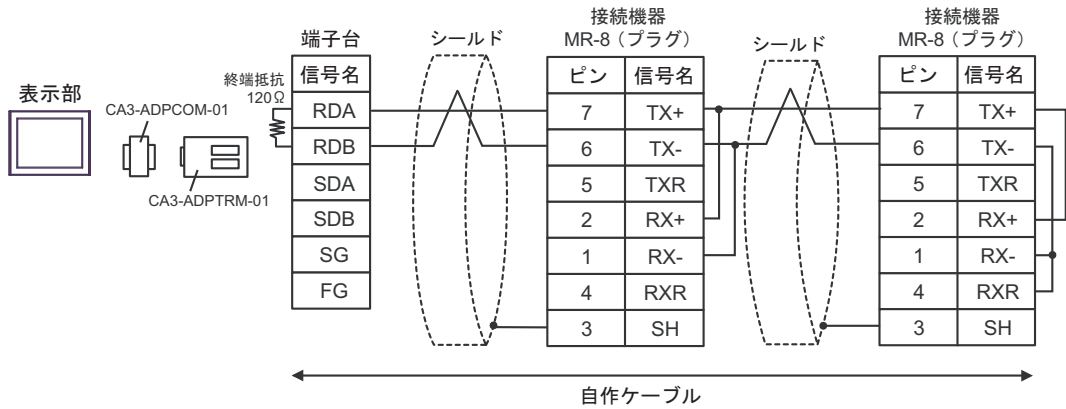 表示部
CA3-ADPCOM-01
CA3-ADPTRM-01
終端抵抗
120Ω
端子台
信号名
RDA
RDB
SDA
SDB
SG
FG
シールド
接続機器
MR-8（プラグ）
ピン 信号名
7 TX+
6 TX-
5 TXR
2 RX+
1 RX-
4 RXR
3 SH
シールド
接続機器
MR-8（プラグ）
ピン 信号名
7 TX+
6 TX-
5 TXR
2 RX+
1 RX-
4 RXR
3 SH
自作ケーブル